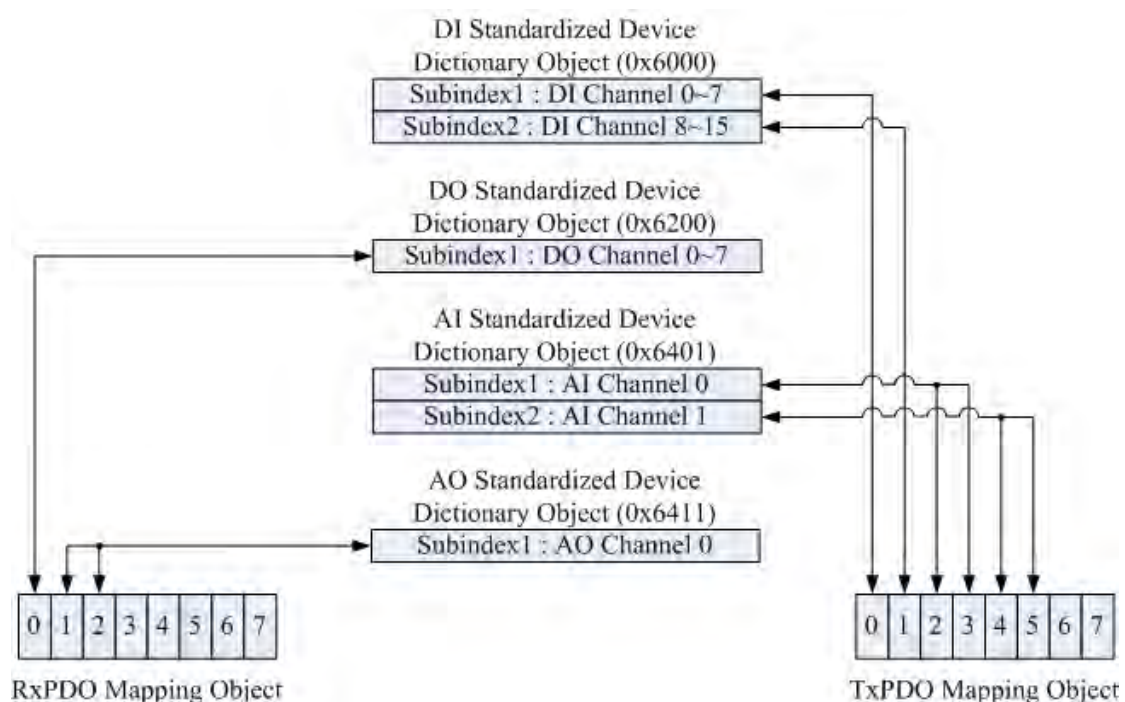 DI Standardized Device
Dictionary Object (0x6000)
Subindex1 : DI Channel 0~7
Subindex2 : DI Channel 8~15
DO Standardized Device
Dictionary Object (0x6200)
Subindex1 : DO Channel 0~7
AI Standardized Device
Dictionary Object (0x6401)
Subindex1 : AI Channel 0
Subindex2 : AI Channel 1
AO Standardized Device
Dictionary Object (0x6411)
Subindex1 : AO Channel 0
0 1 2 3 4 5 6 7
0 1 2 3 4 5 6 7
RxPDO Mapping Object
TxPDO Mapping Object